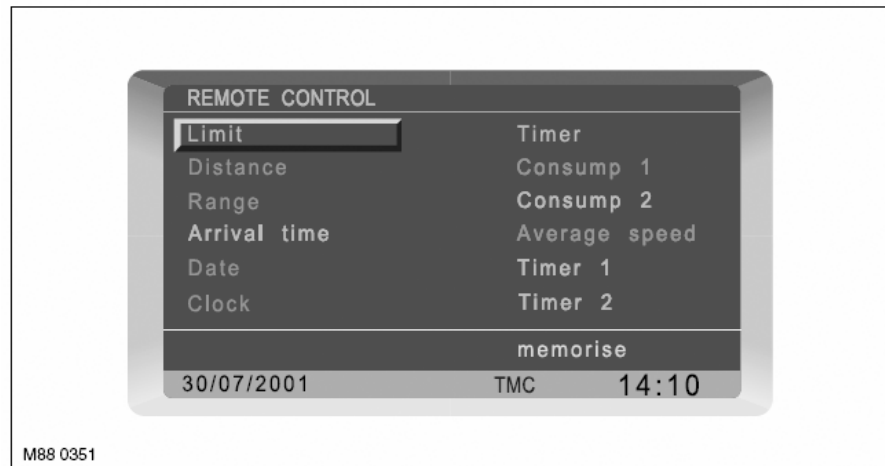 REMOTE CONTROL
Limit Timer
Distance Consump 1
Range Consump 2
Arrival time Average speed
Date Timer 1
Clock Timer 2
memorise
30/07/2001 TMC 14:10
M88 0351